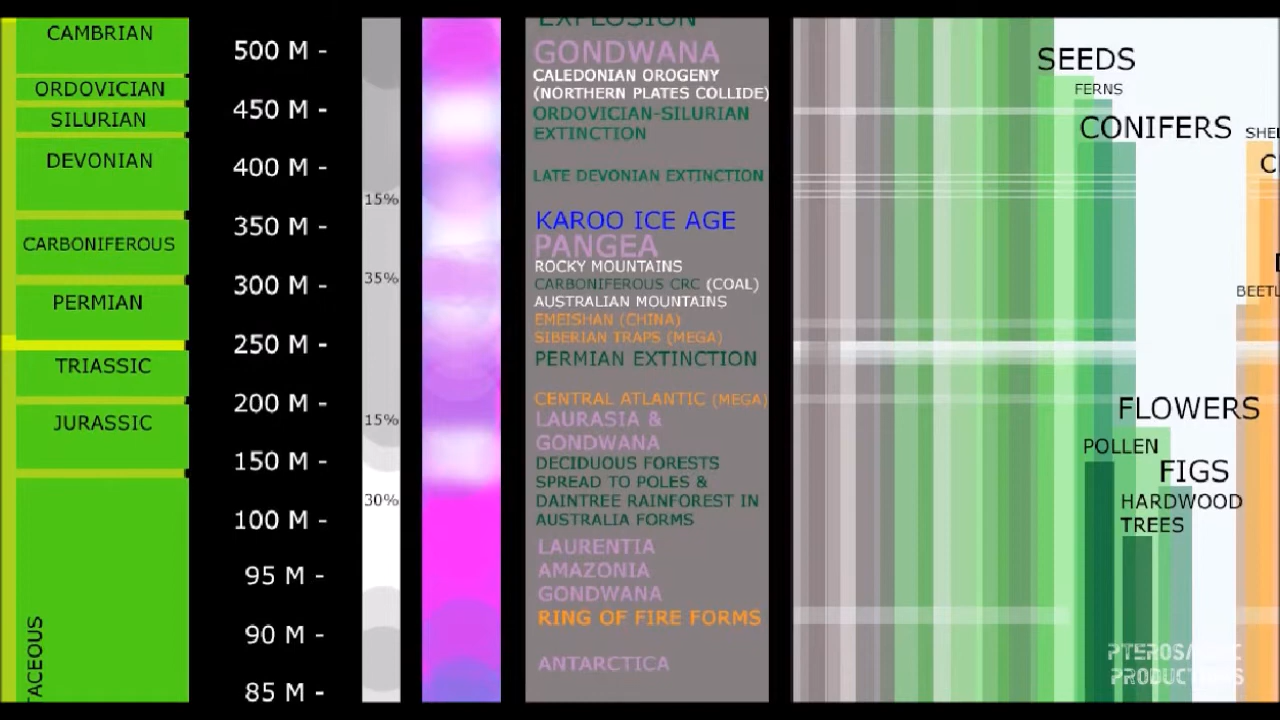 CAMBRIAN
ORDOVICIAN
SILURIAN
DEVONIAN
CARBONIFEROUS
PERMIAN
TRIASSIC
JURASSIC
500 M -
450 M -
400 M -
350 M -
300 M -
250 M -
200 M -
150 M -
100 M -
95 M -
90 M -
85 M -
15%
35%
15%
30%
EXPLOSION
GONDWANA
CALEDONIAN OROGENY
(NORTHERN PLATES COLLIDE)
ORDOVICIAN-SILURIAN
EXTINCTION
LATE DEVONIAN EXTINCTION
KAROO ICE AGE
PANGEA
ROCKY MOUNTAINS
CARBONIFEROUS CRC (COAL)
AUSTRALIAN MOUNTAINS
EMEISHAN (CHINA)
SIBERIAN TRAPS (MEGA)
PERMIAN EXTINCTION
CENTRAL ATLANTIC (MEGA)
LAURASIA &
GONDWANA
DECIDUOUS FORESTS
SPREAD TO POLES &
DAINTREE RAINFOREST IN
AUSTRALIA FORMS
LAURENTIA
AMAZONIA
GONDWANA
RING OF FIRE FORMS
ANTARCTICA
SEEDS
FERNS
CONIFERS
FLOWERS
POLLEN
FIGS
HARDWOOD
TREES
PRODUCTIONS